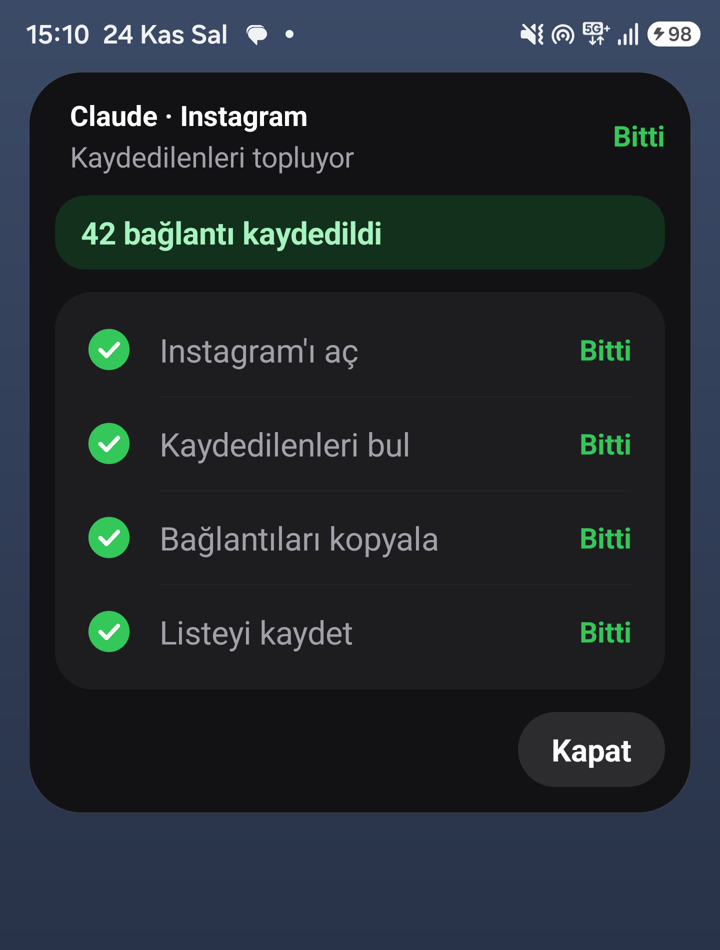 15:10 24 Kas Sal
5G+
98
Claude · Instagram
Kaydedilenleri topluyor
Bitti
42 bağlantı kaydedildi
Instagram'ı aç Bitti
Kaydedilenleri bul Bitti
Bağlantıları kopyala Bitti
Listeyi kaydet Bitti
Kapat